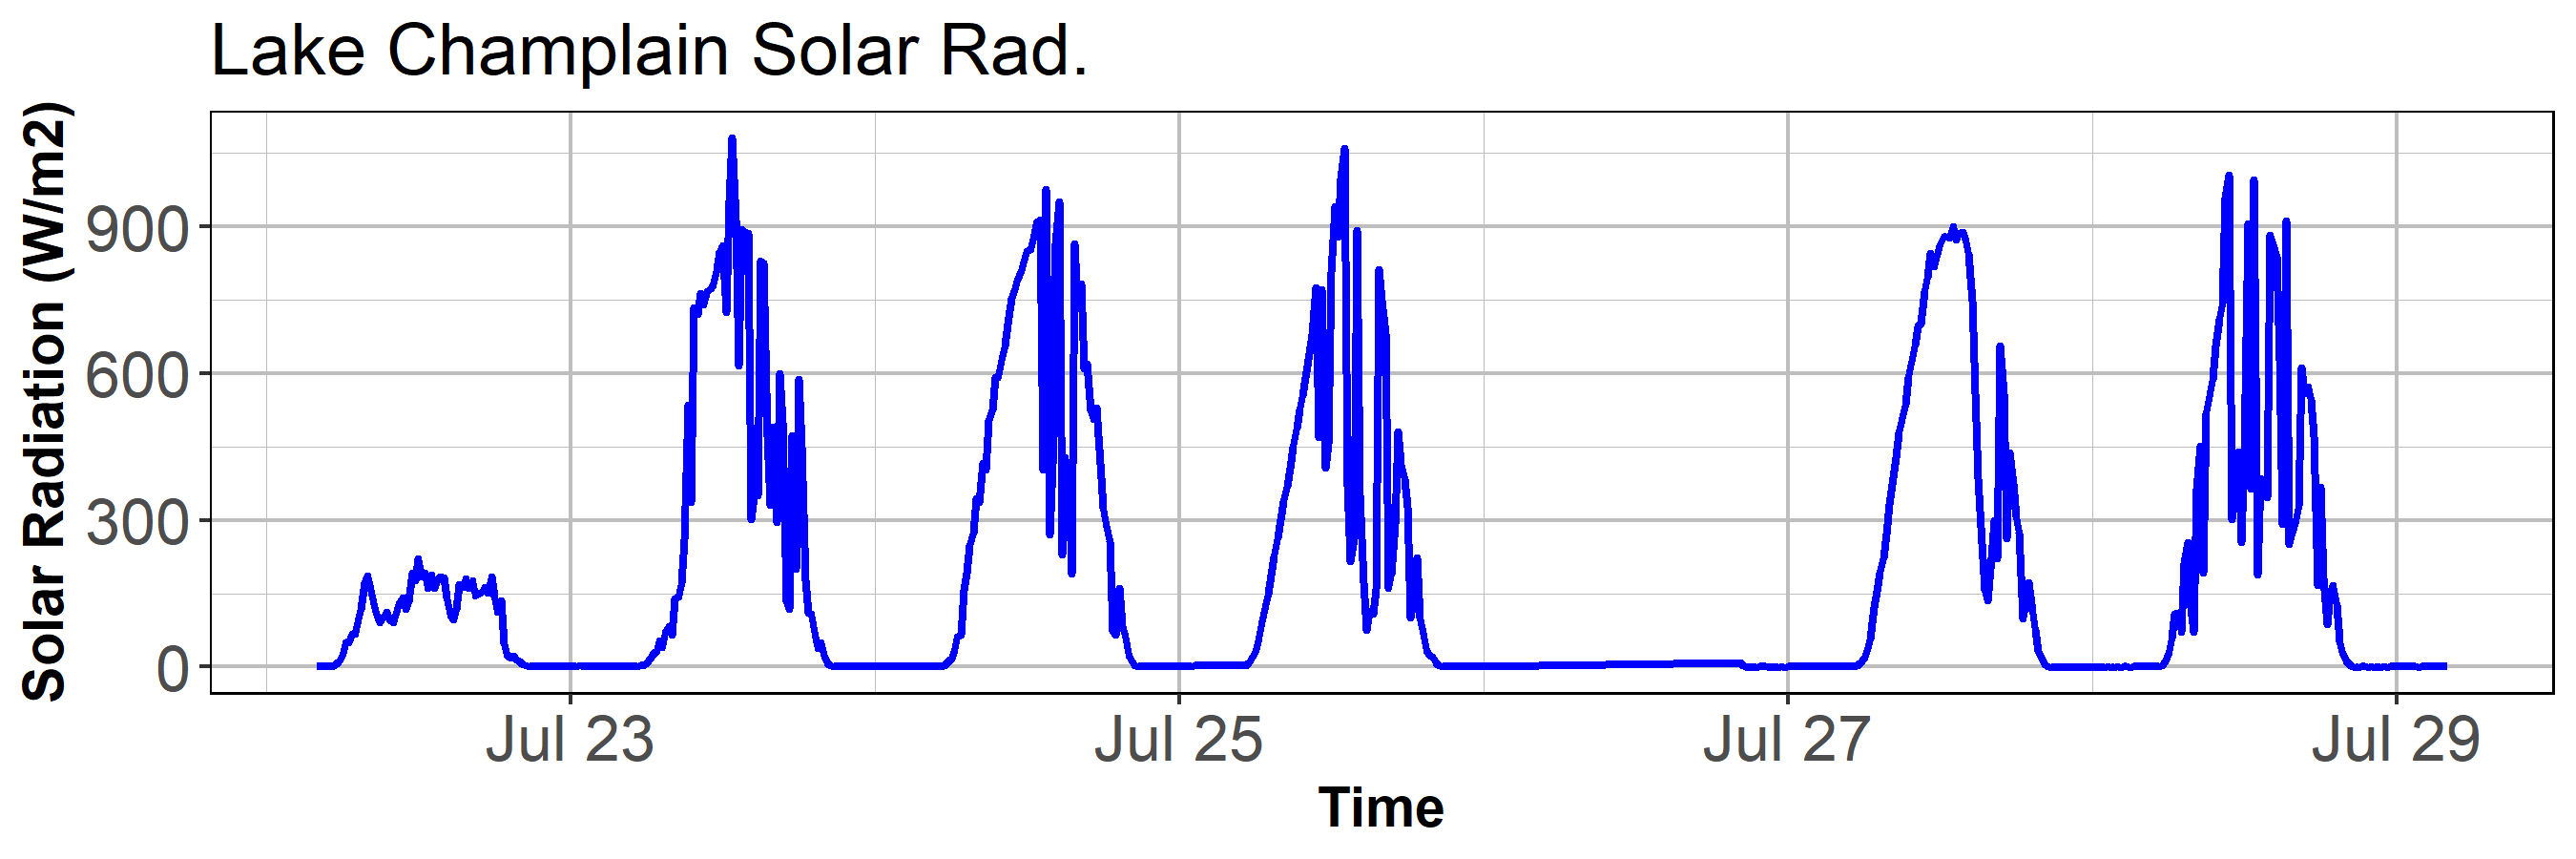 Lake Champlain Solar Rad.
Solar Radiation (W/m2)
900
600
300
0
Jul 23
Jul 25
Jul 27
Jul 29
Time